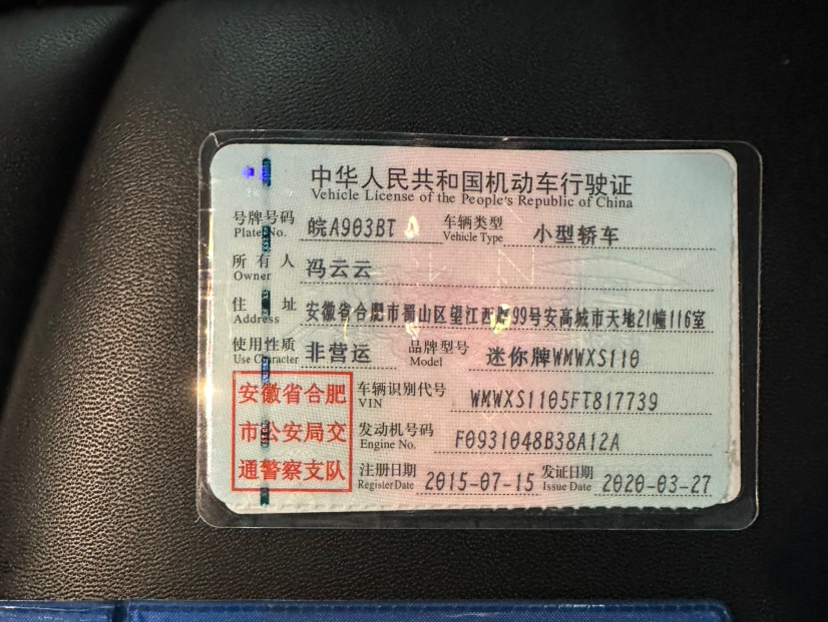 中华人民共和国机动车行驶证
Vehicle License of the People's Republic of China
号牌号码 皖A903BT 车辆类型 小型轿车
Plate No. Vehicle Type
所有人 冯云云
Owner
住址 安徽省合肥市蜀山区望江西路99号安高城市天地21幢116室
Address
使用性质 非营运 品牌型号 迷你牌WMWXS110
Use Character Model
安徽省合肥
市公安局交
通警察支队
车辆识别代号 WMWXS1105FT817739
VIN
发动机号码 F0931048B38A12A
Engine No.
注册日期 2015-07-15 发证日期 2020-03-27
Register Date Issue Date